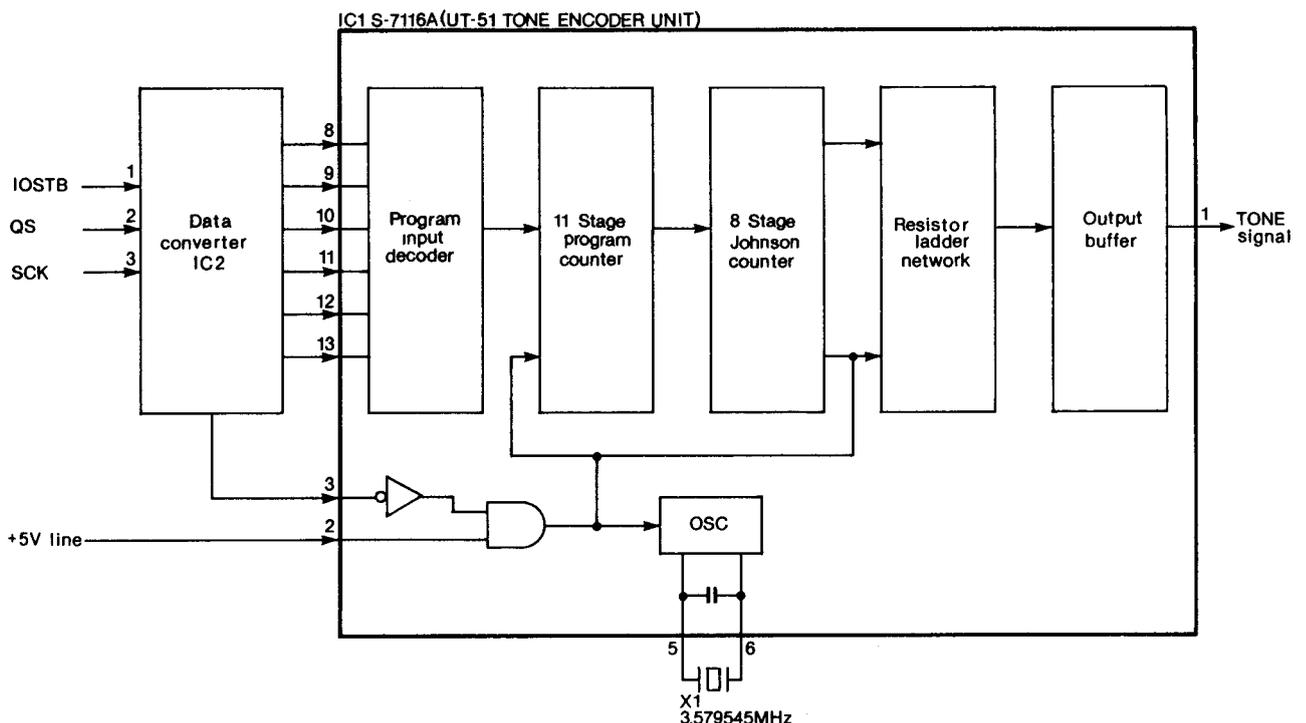 IC1 S-7116A(UT-51 TONE ENCODER UNIT)
IOSTB
1
QS
2
SCK
3
Data
converter
IC2
8
9
10
11
12
13
Program
input
decoder
11 Stage
program
counter
8 Stage
Johnson
counter
Resistor
ladder
network
Output
buffer
1
TONE
signal
3
2
+5V line
OSC
5
6
X1
3.579545MHz